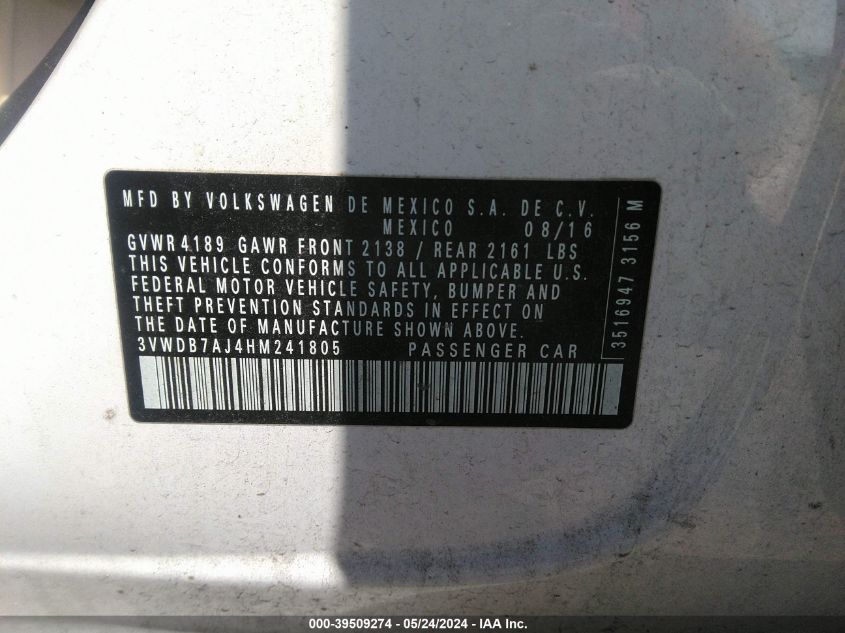 MFD BY VOLKSWAGEN DE MEXICO S.A. DE C.V.
MEXICO 08/16
GVWR 4189 GAWR FRONT 2138 / REAR 2161 LBS
THIS VEHICLE CONFORMS TO ALL APPLICABLE U.S.
FEDERAL MOTOR VEHICLE SAFETY, BUMPER AND
THEFT PREVENTION STANDARDS IN EFFECT ON
THE DATE OF MANUFACTURE SHOWN ABOVE.
3VWDB7AJ4HM241805 PASSENGER CAR
3516947 3156 M
000-39509274 - 05/24/2024 - IAA Inc.